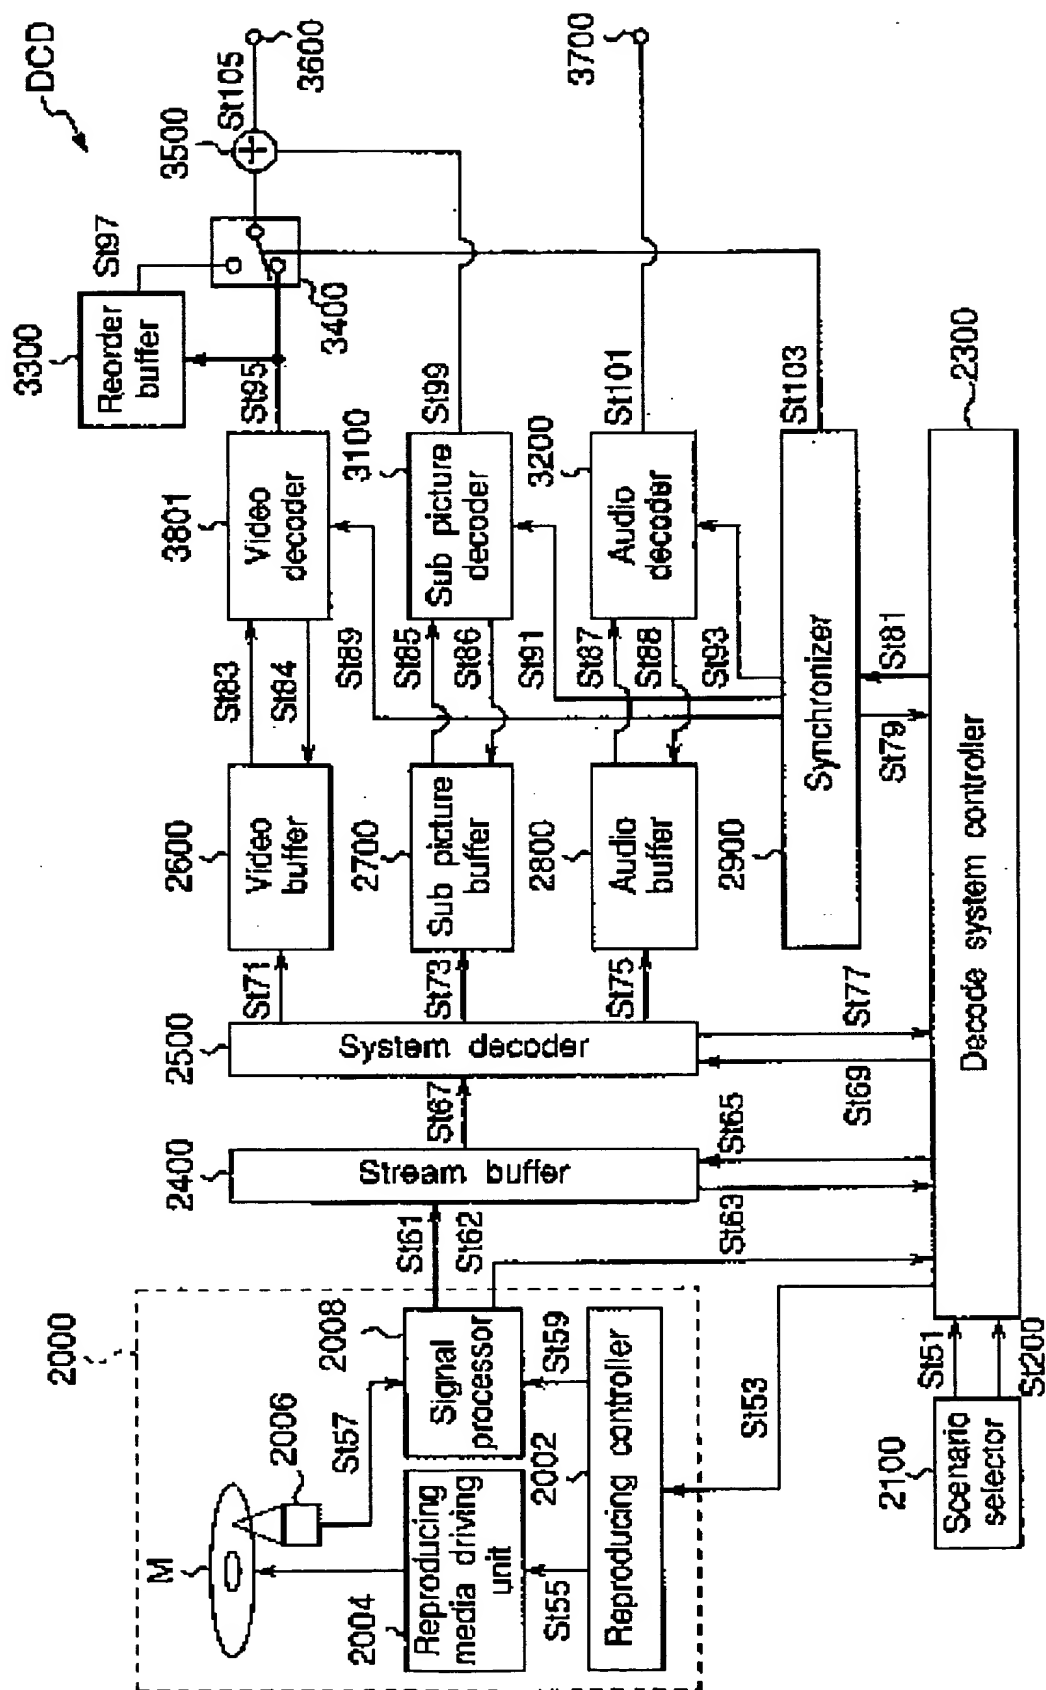 DCD
3600
3700
St105
3500
St97
3300
Reorder
buffer
3400
St95
St99
St101
St103
2300
3801
Video
decoder
3100
Sub picture
decoder
3200
Audio
decoder
St83
St84
St89
St85
St86
St91
St87
St88
St93
Synchronizer
2900
St81
St79
2600
Video
buffer
2700
Sub picture
buffer
2800
Audio
buffer
St71
St73
St75
St77
2500
System decoder
St69
St67
St65
2400
Stream buffer
St63
St61
St62
Decode system controller
2000
2008
Signal
processor
St59
2006
St57
M
2004
Reproducing
media driving
unit
2002
St55
Reproducing controller
St53
St51
St200
2100
Scenario
selector